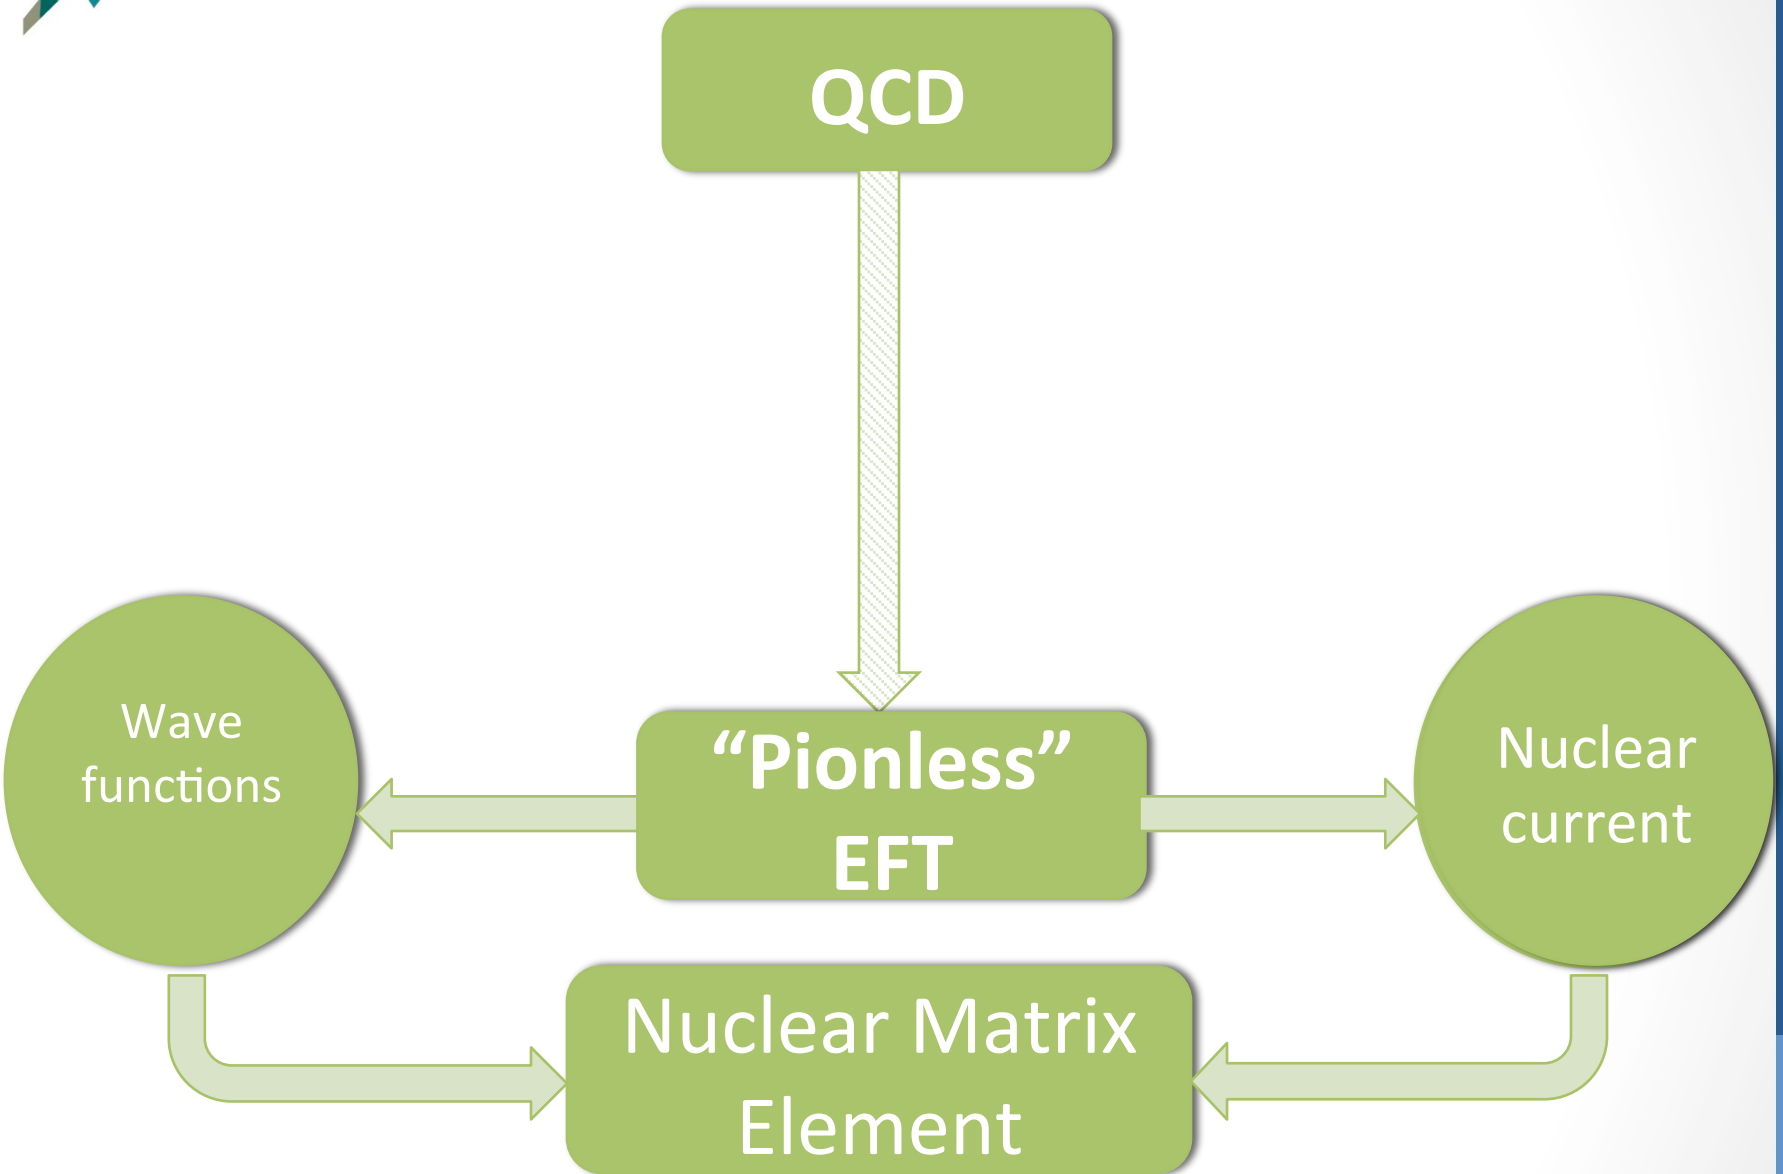 QCD
Wave
functions
“Pionless”
EFT
Nuclear
current
Nuclear Matrix
Element